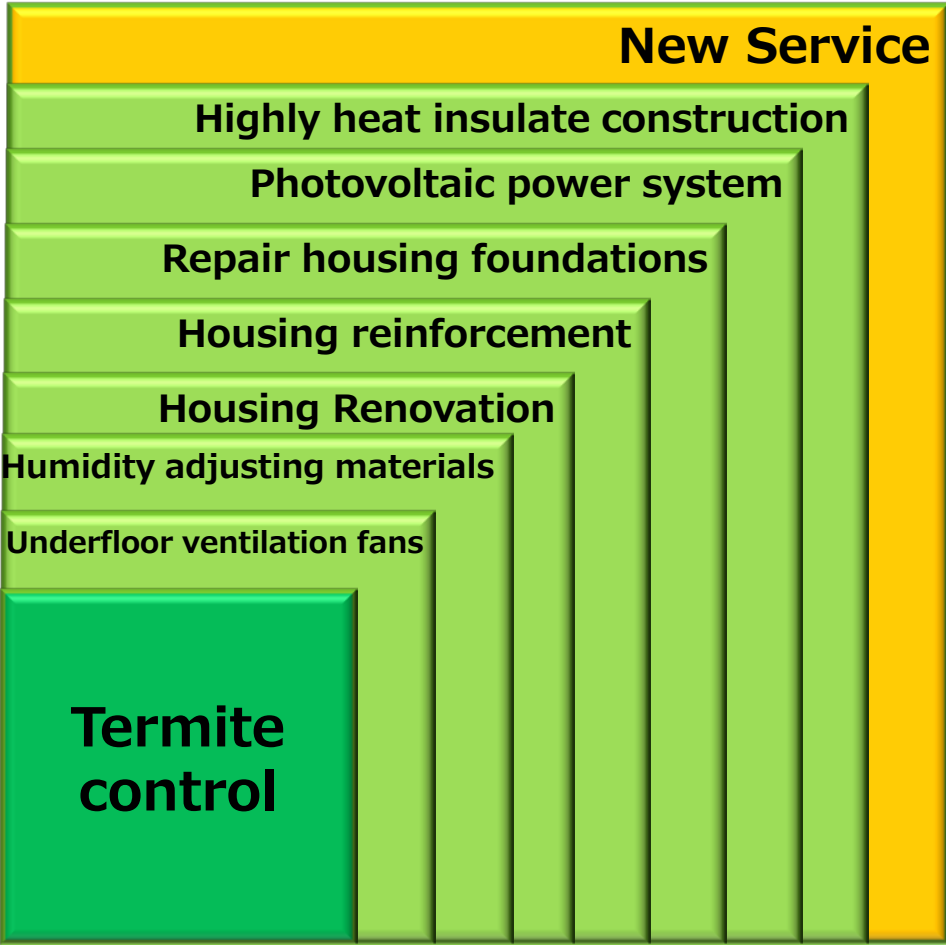 New Service
Highly heat insulate construction
Photovoltaic power system
Repair housing foundations
Housing reinforcement
Housing Renovation
Humidity adjusting materials
Underfloor ventilation fans
Termite
control